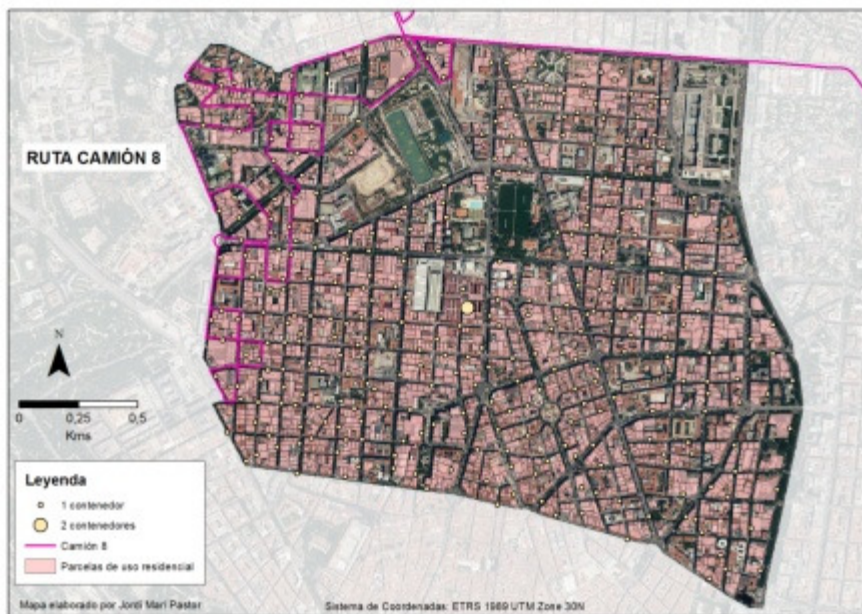 RUTA CAMIÓN 8
N
0 0,25 0,5
Kms
Leyenda
1 contenedor
2 contenedores
Camión 8
Parcelas de uso residencial
Mapa elaborado por Jordi Marí Pastor
Sistema de Coordenadas: ETRS 1989 UTM Zone 30N